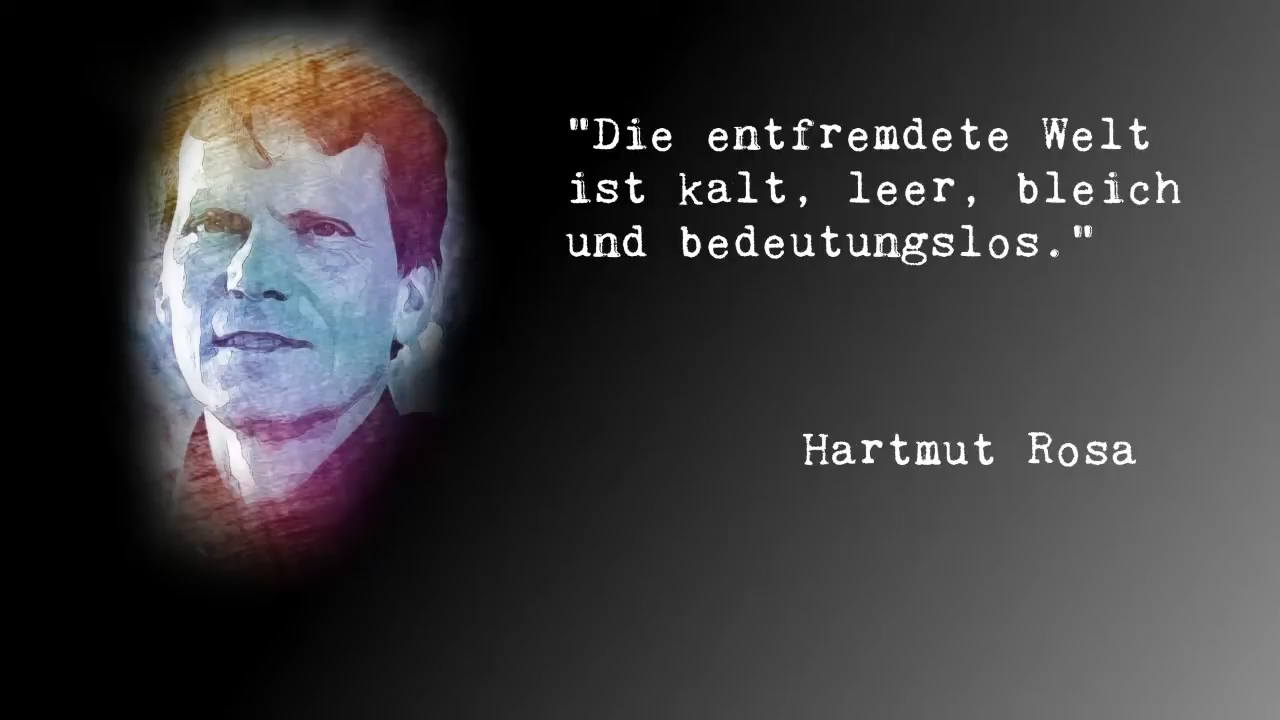 "Die entfremdete Welt
ist kalt, leer, bleich
und bedeutungslos."
Hartmut Rosa